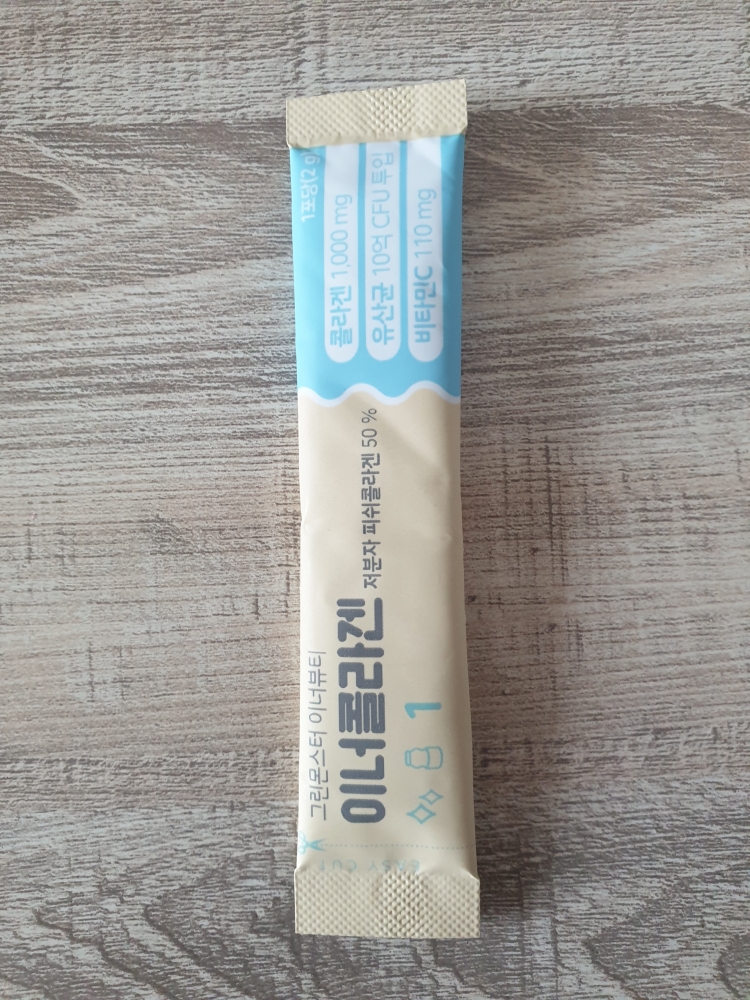 그린몬스터 이너뷰티
이너콜라겐 저분자 피쉬콜라겐 50 %
1
1포당(2 g
콜라겐 1,000 mg
유산균 10억 CFU 투입
비타민C 110 mg
EASY CUT